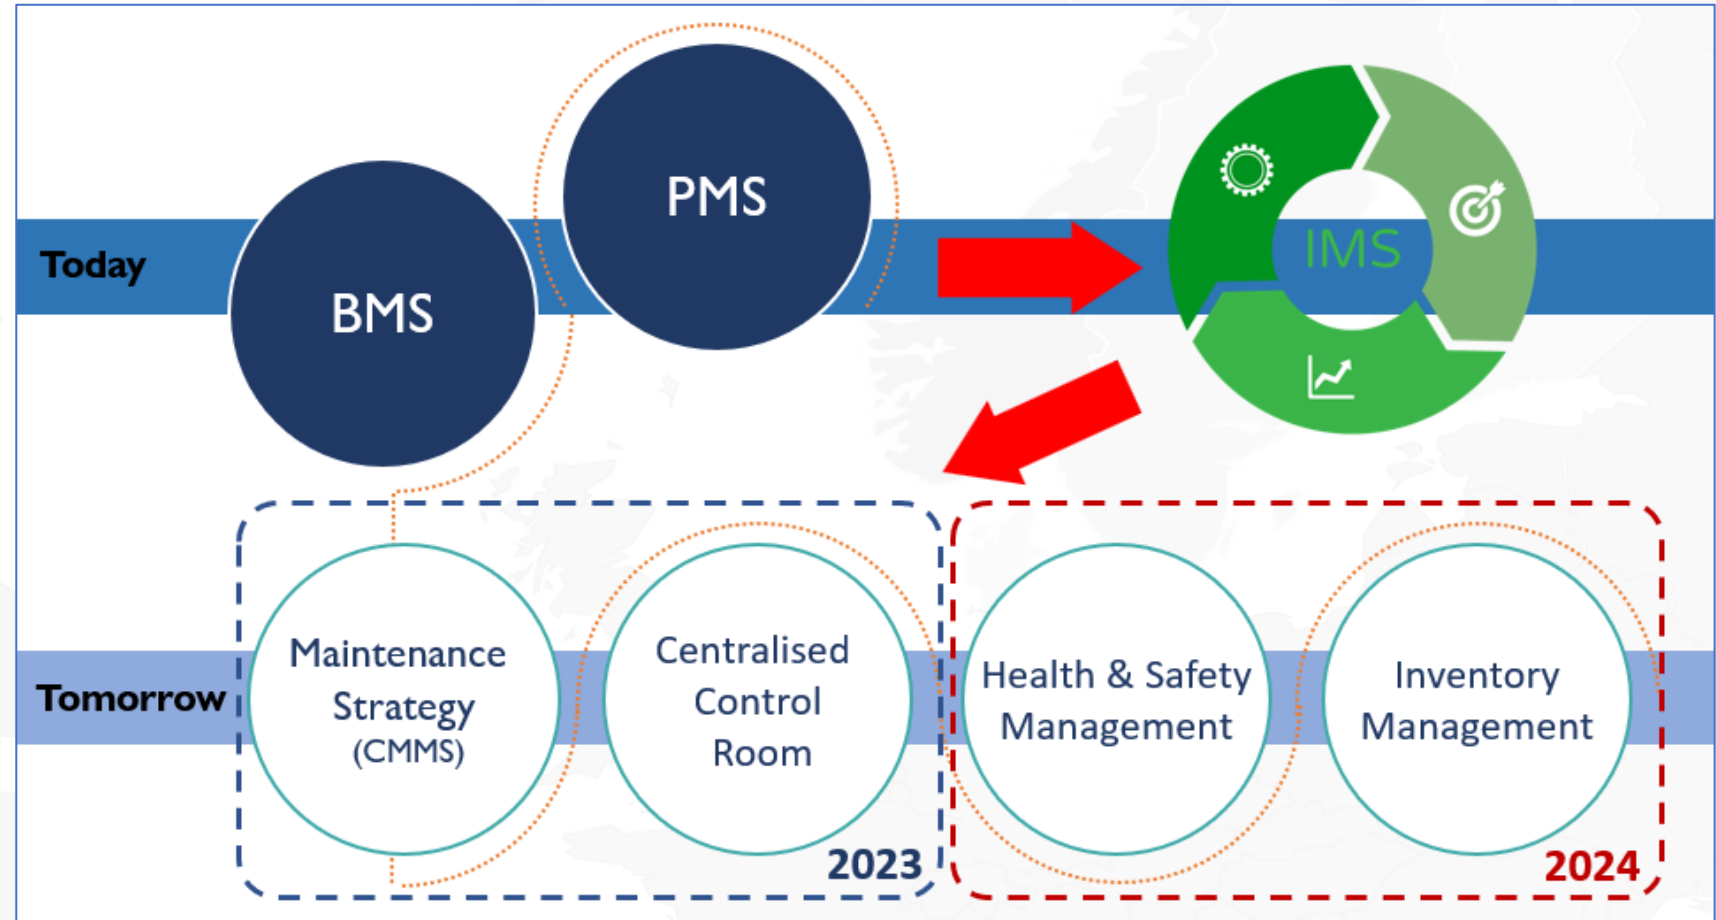 PMS
Today
BMS
IMS
Maintenance
Strategy
(CMMS)
Centralised
Control
Room
Health & Safety
Management
Inventory
Management
Tomorrow
2023
2024